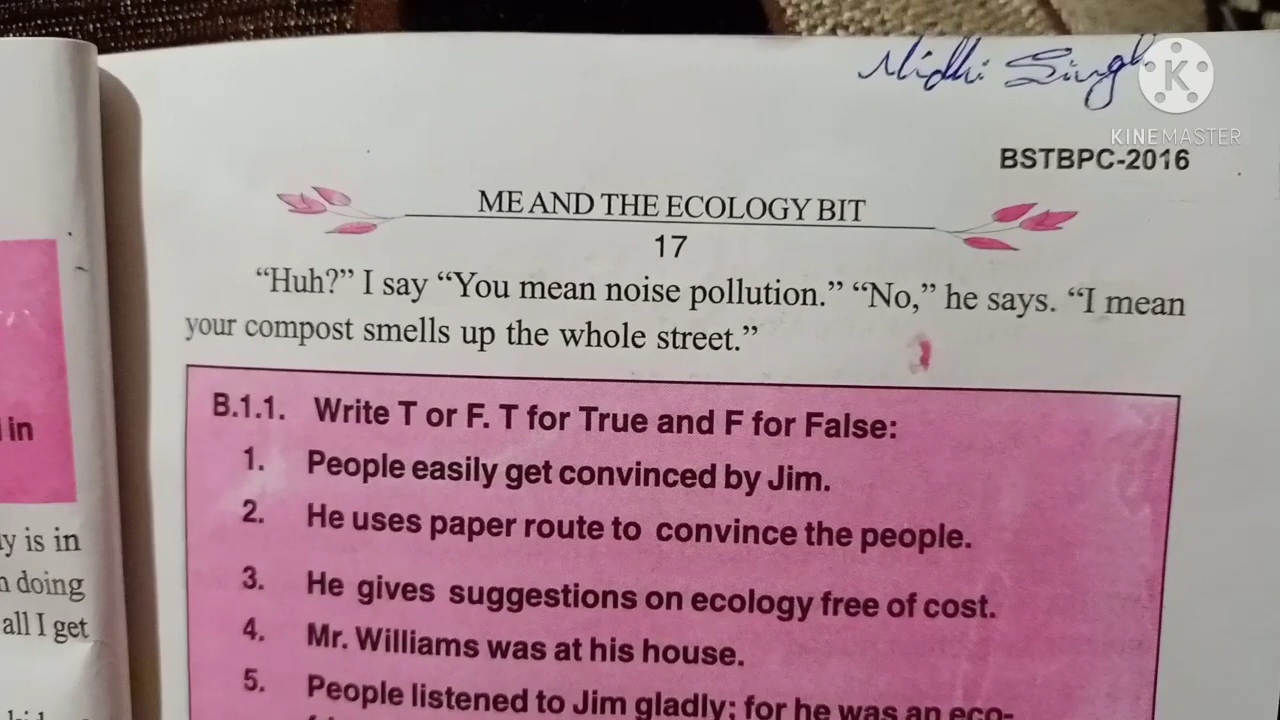 Nidhi Singh
K
KINEMASTER
BSTBPC-2016
ME AND THE ECOLOGY BIT
17
“Huh?” I say “You mean noise pollution.” “No,” he says. “I mean
your compost smells up the whole street.”
in
B.1.1. Write T or F. T for True and F for False:
1. People easily get convinced by Jim.
2. He uses paper route to convince the people.
3. He gives suggestions on ecology free of cost.
4. Mr. Williams was at his house.
5. People listened to Jim gladly; for he was an eco-
is in
doing
all I get